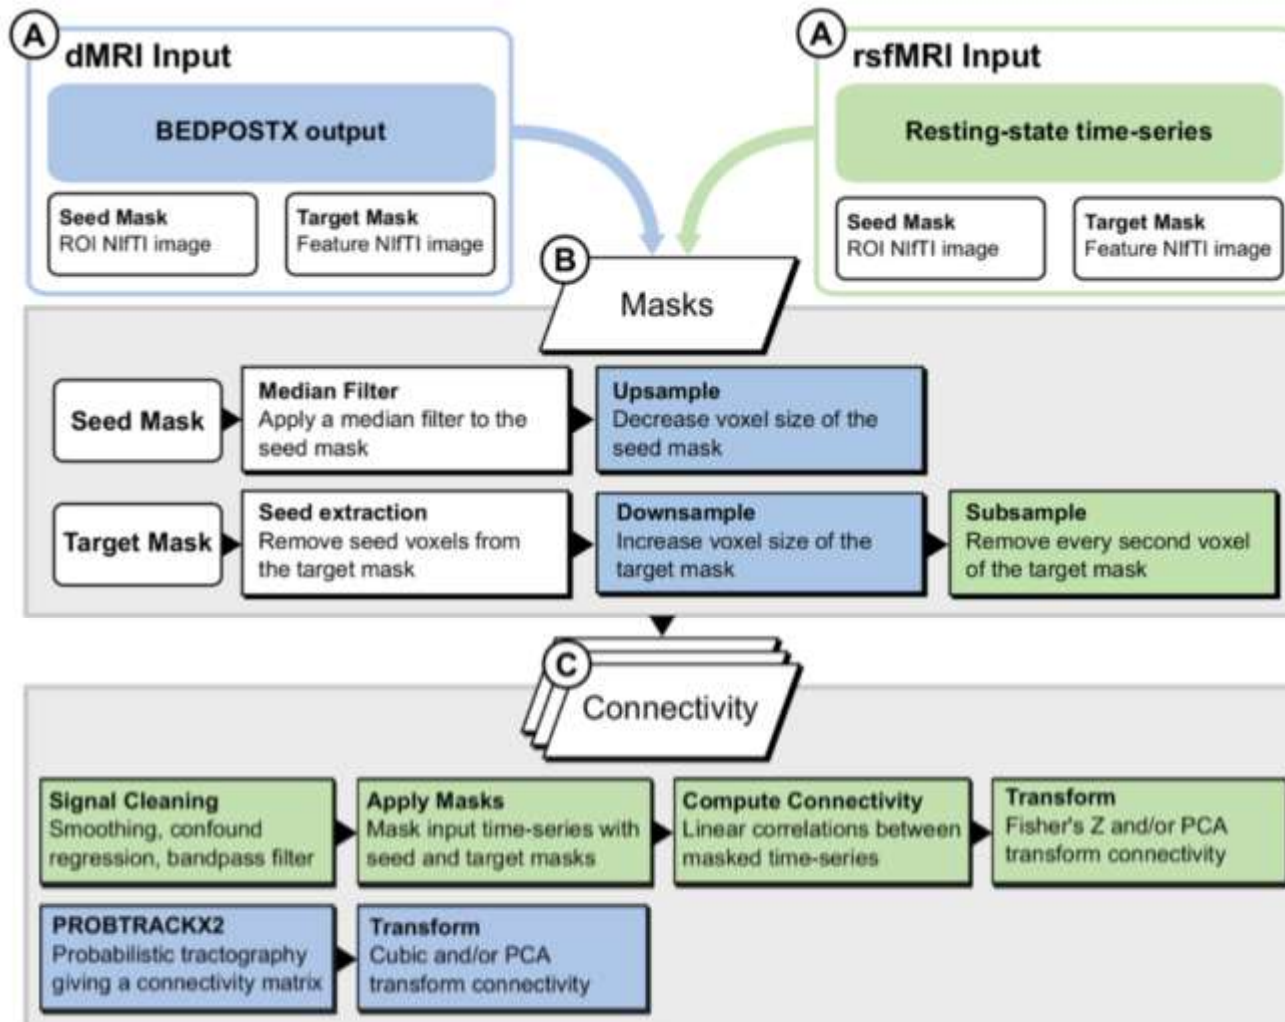 A
dMRI Input
BEDPOSTX output
Seed Mask
ROI NIfTI image
Target Mask
Feature NIfTI image
A
rsfMRI Input
Resting-state time-series
Seed Mask
ROI NIfTI image
Target Mask
Feature NIfTI image
B
Masks
Seed Mask
Median Filter
Apply a median filter to the
seed mask
Upsample
Decrease voxel size of the
seed mask
Target Mask
Seed extraction
Remove seed voxels from
the target mask
Downsample
Increase voxel size of the
target mask
Subsample
Remove every second voxel
of the target mask
C
Connectivity
Signal Cleaning
Smoothing, confound
regression, bandpass filter
Apply Masks
Mask input time-series with
seed and target masks
Compute Connectivity
Linear correlations between
masked time-series
Transform
Fisher's Z and/or PCA
transform connectivity
PROBTRACKX2
Probabilistic tractography
giving a connectivity matrix
Transform
Cubic and/or PCA
transform connectivity